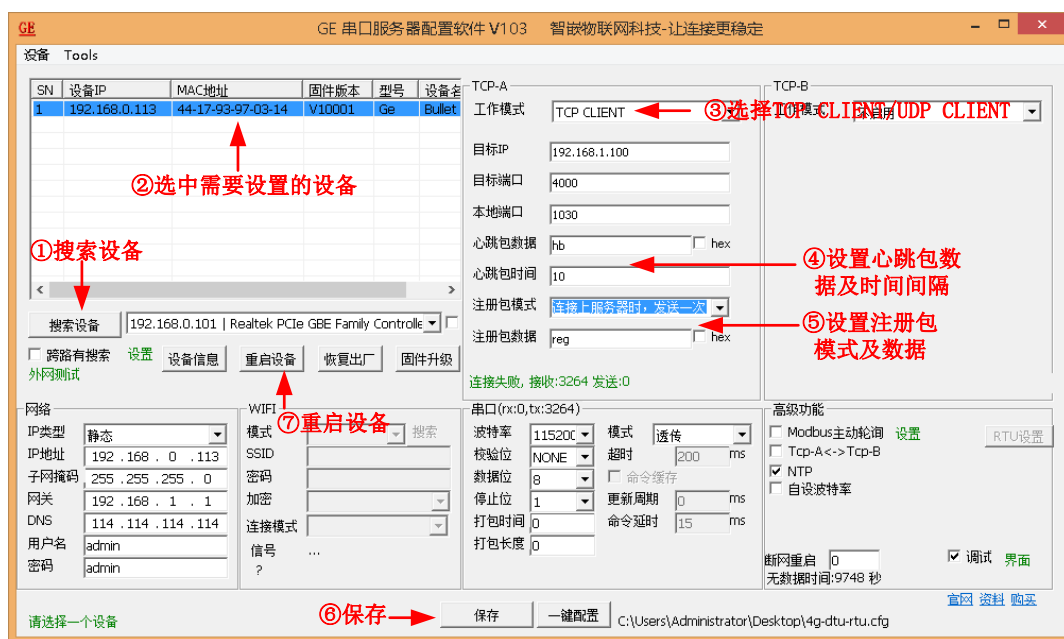 GE
GE 串口服务器配置软件 V103 智嵌物联网科技-让连接更稳定
设备 Tools
SN 设备IP MAC地址 固件版本 型号 设备名
1 192.168.0.113 44-17-93-97-03-14 V10001 Ge Bullet
②选中需要设置的设备
①搜索设备
搜索设备 192.168.0.101 | Realtek PCIe GBE Family Controlle
跨路有搜索 设置 设备信息 重启设备 恢复出厂 固件升级
外网测试
⑦重启设备
TCP-A
工作模式 TCP CLIENT
③选择TCP CLIENT/UDP CLIENT
目标IP 192.168.1.100
目标端口 4000
本地端口 1030
心跳包数据 hb hex
心跳包时间 10
④设置心跳包数
据及时间间隔
注册包模式 连接上服务器时，发送一次
注册包数据 reg hex
⑤设置注册包
模式及数据
连接失败, 接收:3264 发送:0
TCP-B
工作模式
网络
IP类型 静态
IP地址 192 .168 . 0 .113
子网掩码 255 .255 .255 . 0
网关 192 .168 . 1 . 1
DNS 114 .114 .114 .114
用户名 admin
密码 admin
WIFI
模式 搜索
SSID
密码
加密
连接模式
信号 ...
?
串口(rx:0,tx:3264)
波特率 115200 模式 透传
校验位 NONE 超时 200 ms
数据位 8 命令缓存
停止位 1 更新周期 0 ms
打包时间 0 命令延时 15 ms
打包长度 0
高级功能
Modbus主动轮询 设置 RTU设置
Tcp-A<->Tcp-B
NTP
自设波特率
断网重启 0 调试 界面
无数据时间:9748 秒
官网 资料 购买
请选择一个设备
⑥保存
保存 一键配置 C:\Users\Administrator\Desktop\4g-dtu-rtu.cfg